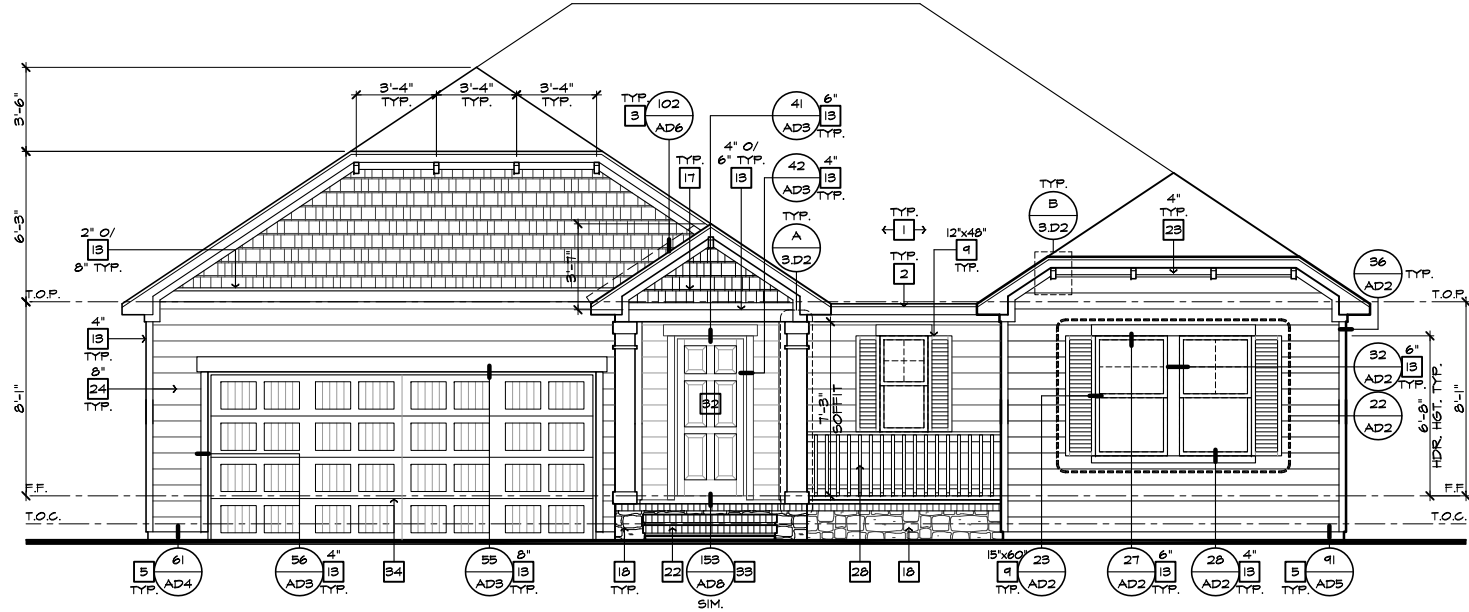 3'-4" 3'-4" 3'-4"
TYP. TYP. TYP.
3'-6"
6'-3"
8'-1"
TYP.
3
102
AD6
41
AD3
6"
13
TYP.
42
AD3
4"
13
TYP.
TYP.
17
4" O/
6" TYP.
13
TYP.
A
3.D2
TYP.
1
TYP.
2
12"x48"
9
TYP.
TYP.
B
3.D2
4"
TYP.
23
36
AD2
TYP.
2" O/
13
8" TYP.
3'-7"
T.O.P.
T.O.P.
4"
13
TYP.
8"
24
TYP.
32
7'-3"
SOFFIT
32
AD2
6"
13
TYP.
22
AD2
6'-8"
HDR. HGT. TYP.
8'-1"
F.F.
F.F.
T.O.C.
T.O.C.
5
TYP.
61
AD4
56
AD3
4"
13
TYP.
34
55
AD3
8"
13
TYP.
18
TYP.
22
153
AD8
SIM.
33
28
18
15"x60"
9
TYP.
23
AD2
27
AD2
6"
13
TYP.
28
AD2
4"
13
TYP.
5
TYP.
91
AD5